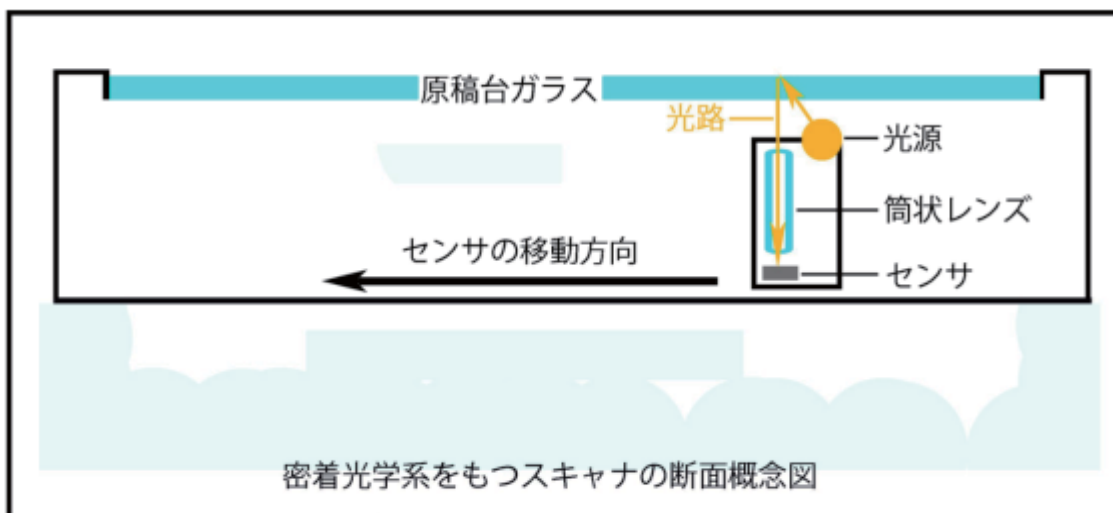 原稿台ガラス
光路
光源
筒状レンズ
センサの移動方向
センサ
密着光学系をもつスキャナの断面概念図